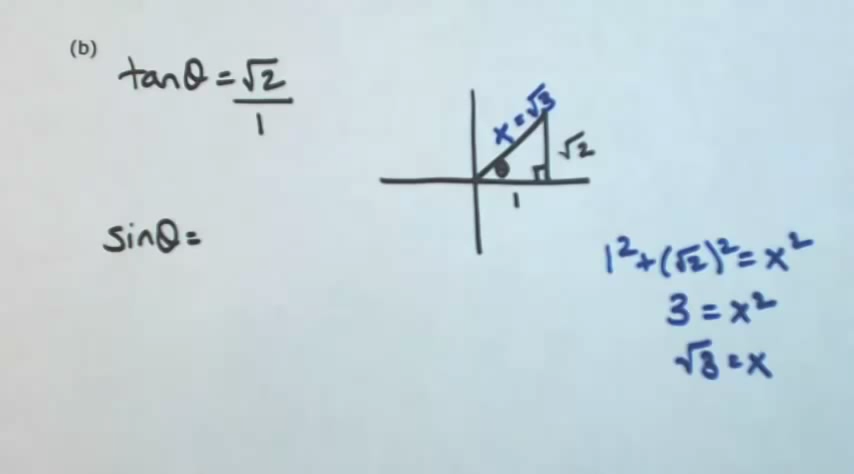 (b)
tanθ = √2/1
x = √3
√2
θ
1
sinθ =
1² + (√2)² = x²
3 = x²
√3 = x